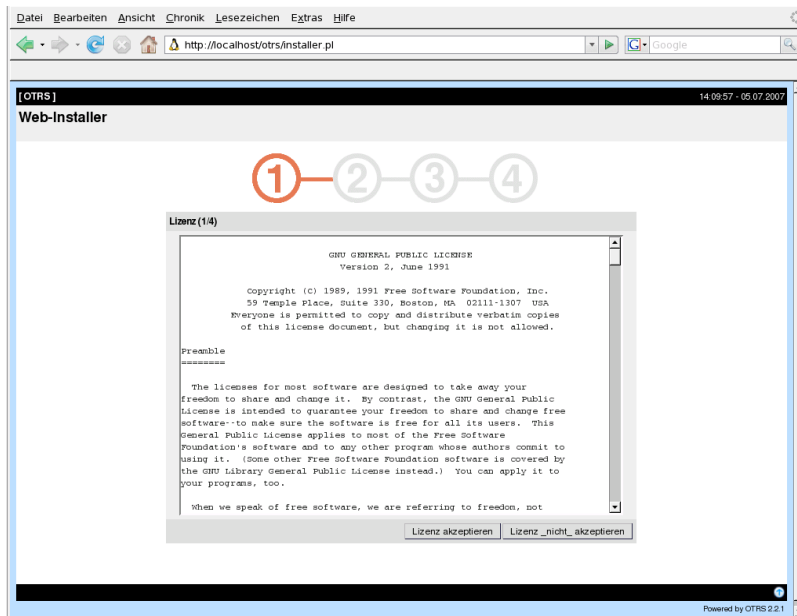 Datei Bearbeiten Ansicht Chronik Lesezeichen Extras Hilfe
http://localhost/otrs/installer.pl
G Google
[OTRS] 14:09:57 - 05.07.2007
Web-Installer
1 2 3 4
Lizenz (1/4)
GNU GENERAL PUBLIC LICENSE
Version 2, June 1991
Copyright (C) 1989, 1991 Free Software Foundation, Inc.
59 Temple Place, Suite 330, Boston, MA 02111-1307 USA
Everyone is permitted to copy and distribute verbatim copies
of this license document, but changing it is not allowed.
Preamble
========
The licenses for most software are designed to take away your
freedom to share and change it. By contrast, the GNU General Public
License is intended to guarantee your freedom to share and change free
software--to make sure the software is free for all its users. This
General Public License applies to most of the Free Software
Foundation's software and to any other program whose authors commit to
using it. (Some other Free Software Foundation software is covered by
the GNU Library General Public License instead.) You can apply it to
your programs, too.
When we speak of free software, we are referring to freedom, not
Lizenz akzeptieren Lizenz _nicht_ akzeptieren
Powered by OTRS 2.2.1